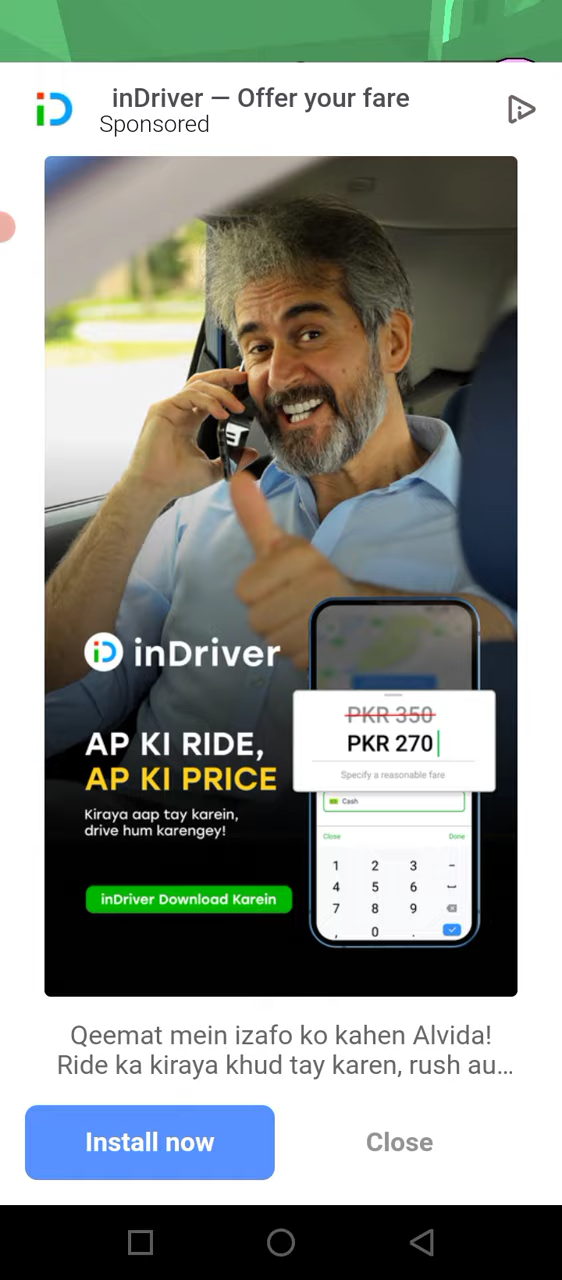 inDriver — Offer your fare
Sponsored
inDriver
AP KI RIDE,
AP KI PRICE
Kiraya aap tay karein,
drive hum karengey!
inDriver Download Karein
PKR 350
PKR 270
Specify a reasonable fare
Cash
Close
Done
1 2 3 -
4 5 6
7 8 9
, 0 .
Qeemat mein izafo ko kahen Alvida!
Ride ka kiraya khud tay karen, rush au...
Install now
Close